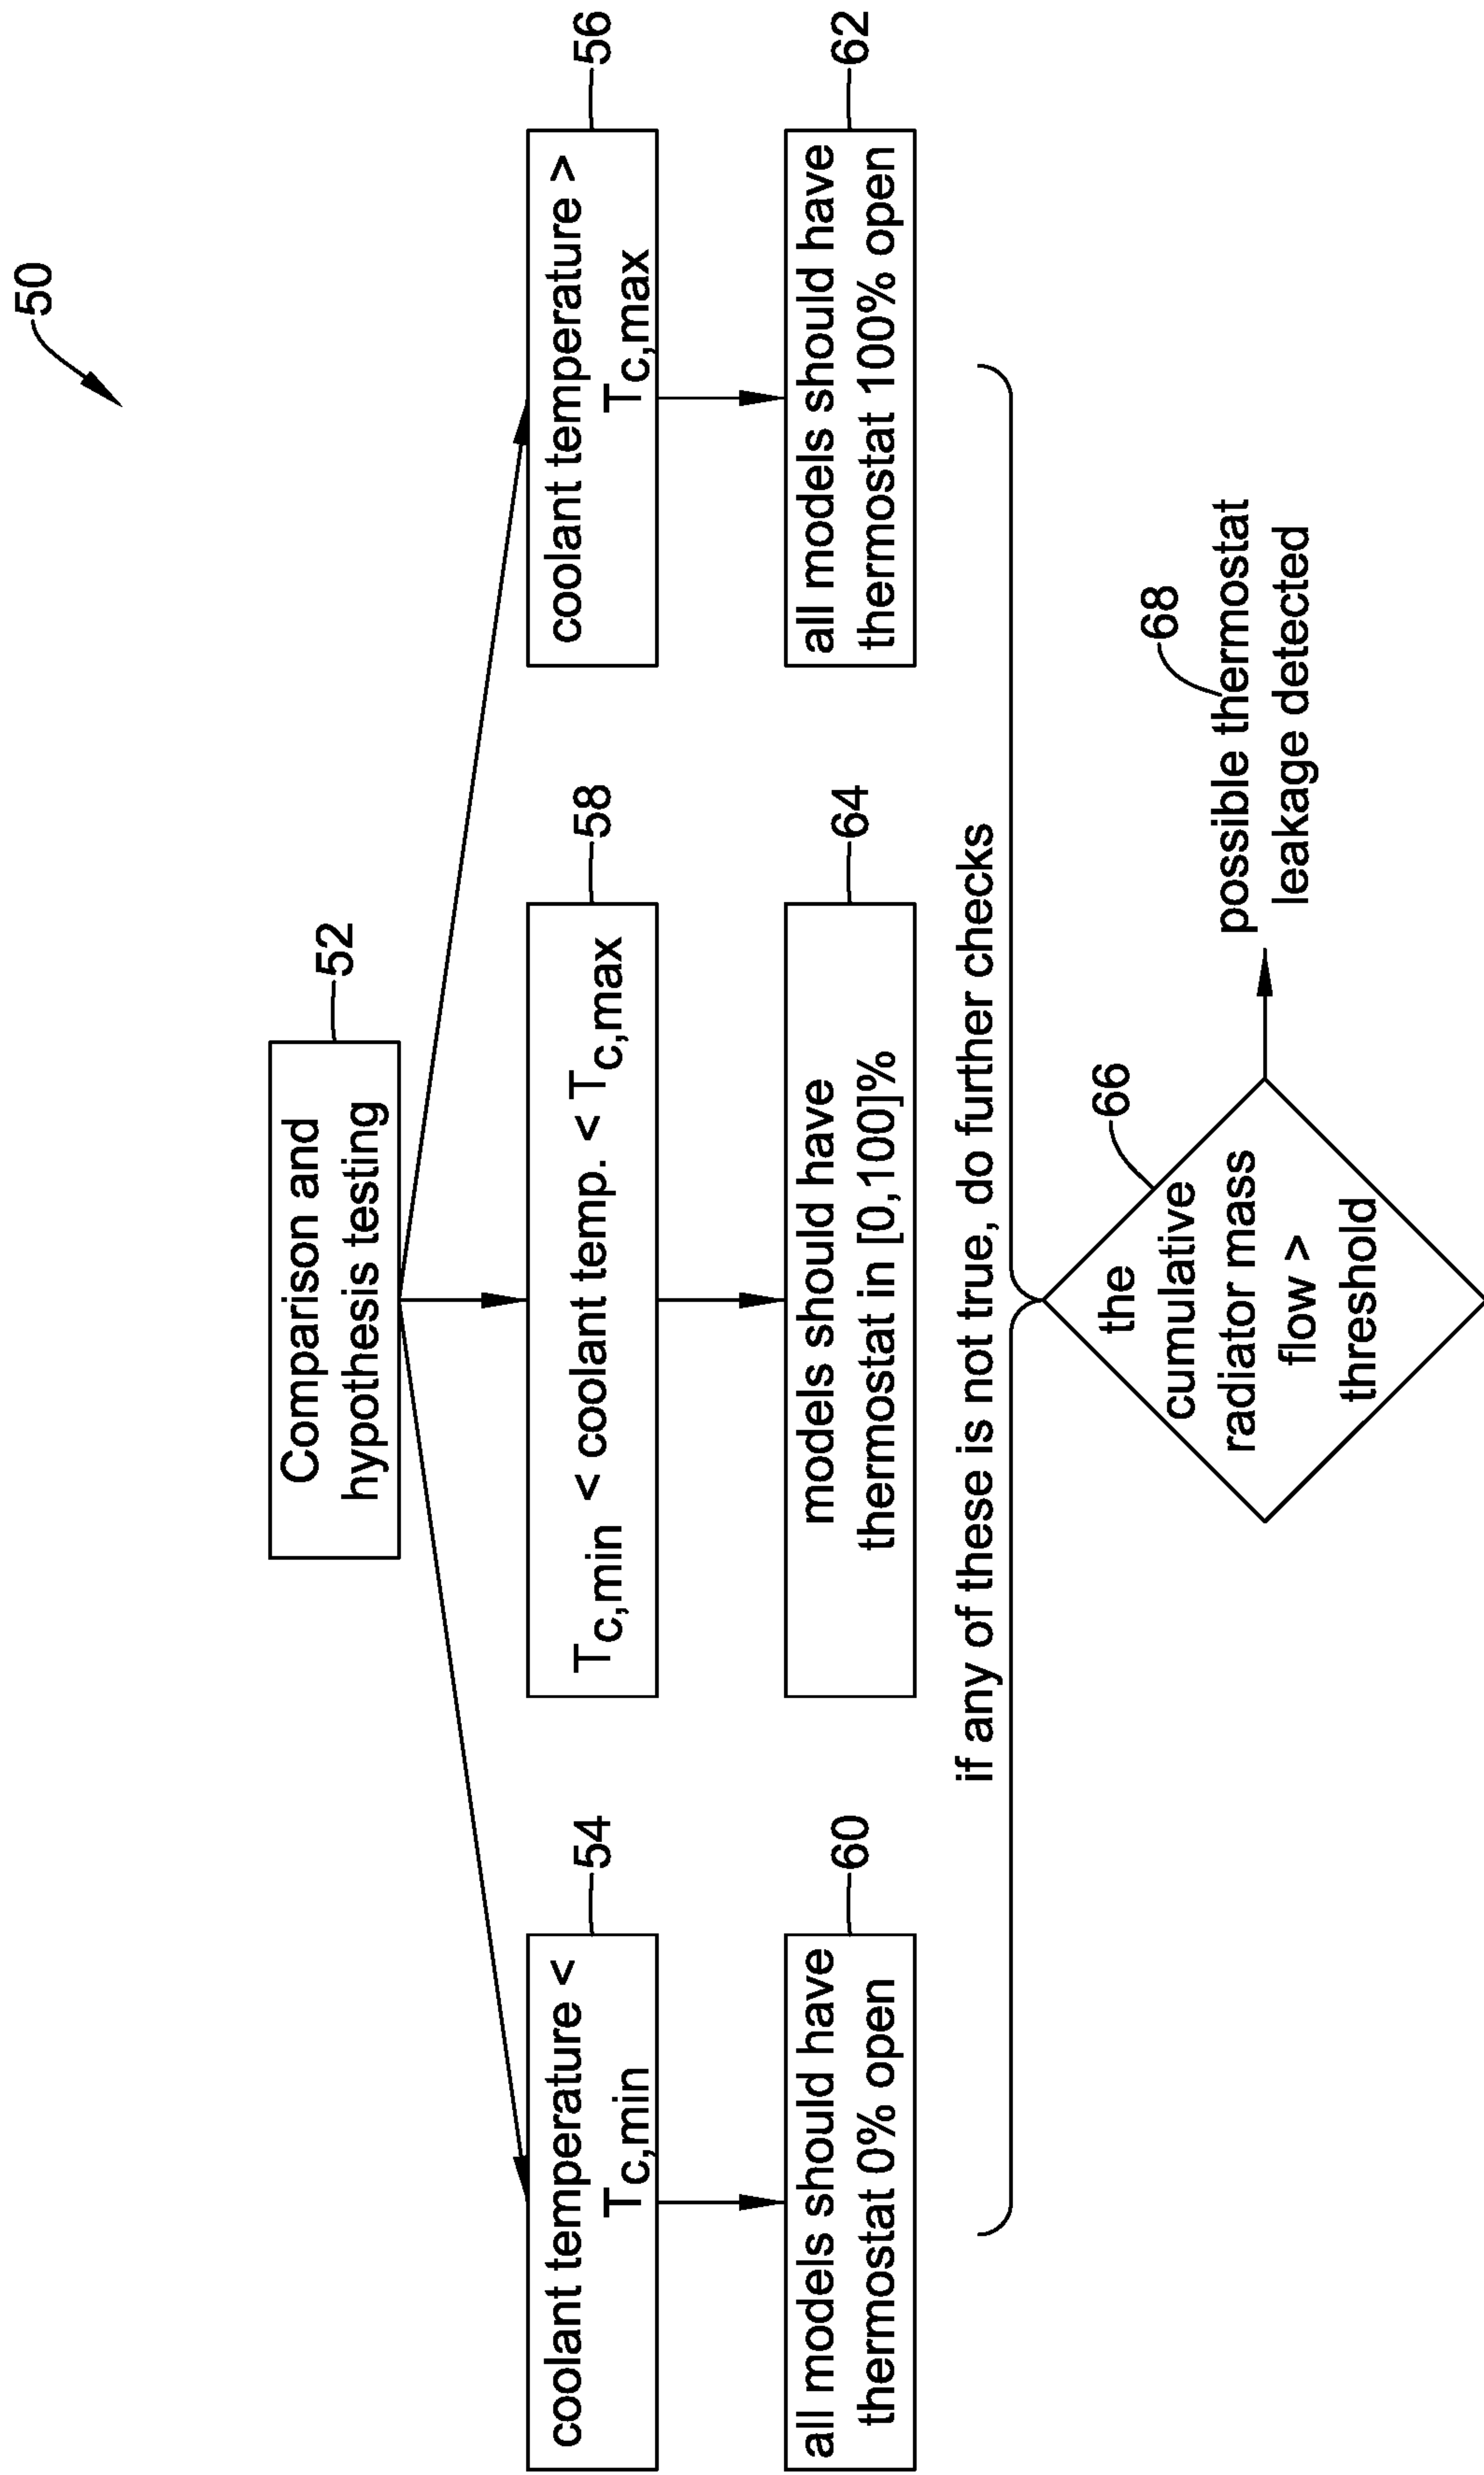 50
52
Comparison and
hypothesis testing
54
coolant temperature <
Tc,min
58
Tc,min < coolant temp. < Tc,max
56
coolant temperature >
Tc,max
60
all models should have
thermostat 0% open
64
models should have
thermostat in [0,100]%
62
all models should have
thermostat 100% open
if any of these is not true, do further checks
66
the
cumulative
radiator mass
flow >
threshold
68
possible thermostat
leakage detected